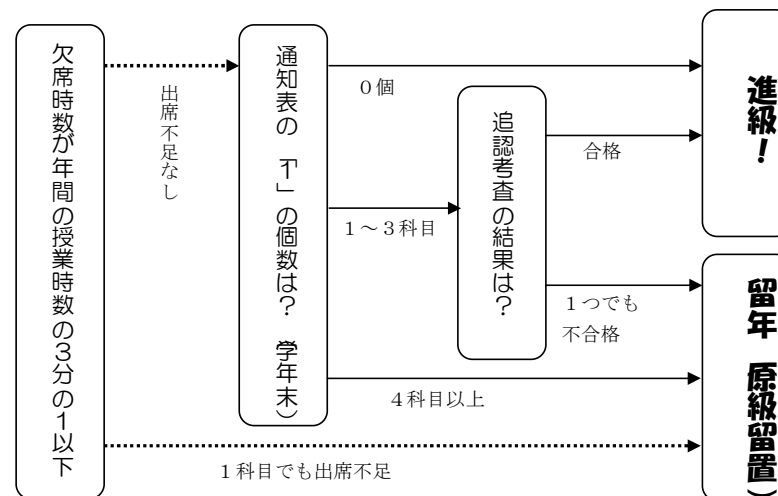 欠席時数が年間の授業時数の3分の1以下
出席不足なし
通知表の「1」の個数は? 学年末)
0個
1~3科目
追認考査の結果は?
合格
1つでも
不合格
4科目以上
1科目でも出席不足
進級!
留年 原級留置)